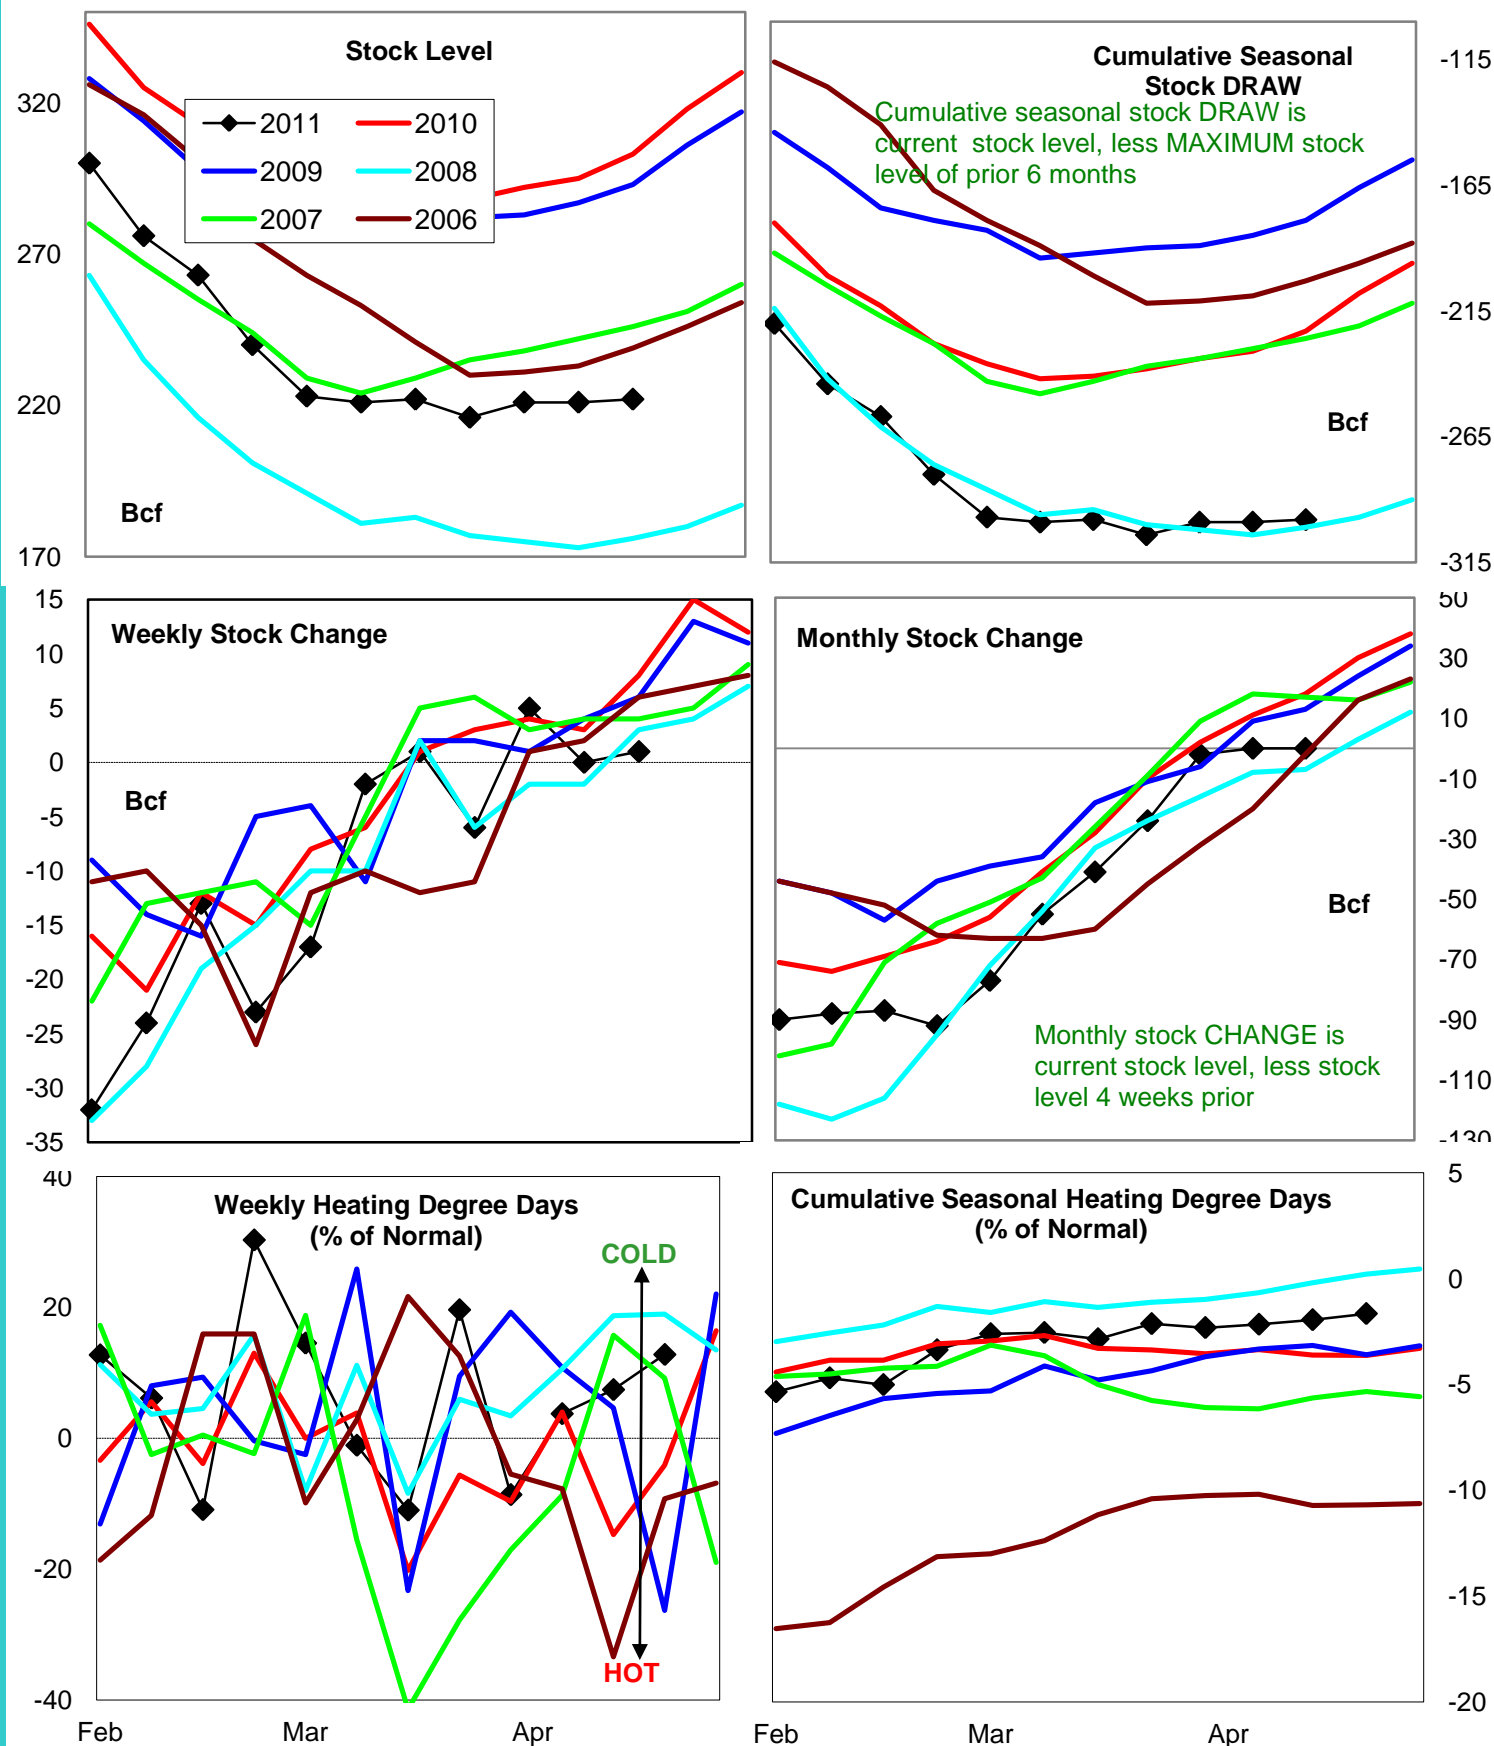 Stock Level
320
270
220
170
2011
2010
2009
2008
2007
2006
Bcf
Cumulative Seasonal
Stock DRAW
Cumulative seasonal stock DRAW is
current stock level, less MAXIMUM stock
level of prior 6 months
Bcf
-115
-165
-215
-265
-315
Weekly Stock Change
15
10
5
0
-5
-10
-15
-20
-25
-30
-35
Bcf
Monthly Stock Change
50
30
10
-10
-30
-50
-70
-90
-110
-130
Bcf
Monthly stock CHANGE is
current stock level, less stock
level 4 weeks prior
Weekly Heating Degree Days
(% of Normal)
40
20
0
-20
-40
COLD
HOT
Feb Mar Apr
Cumulative Seasonal Heating Degree Days
(% of Normal)
5
0
-5
-10
-15
-20
Feb Mar Apr